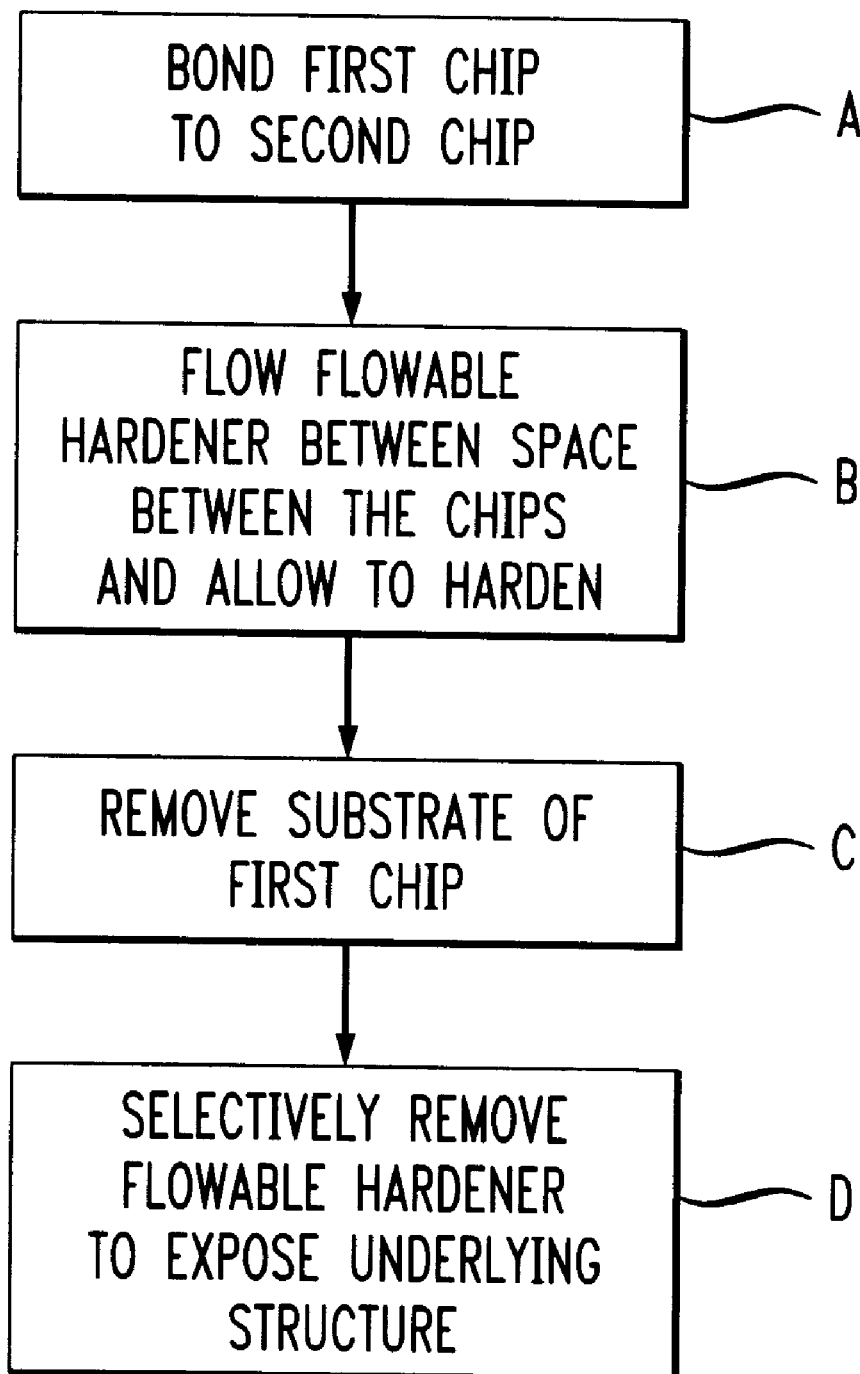 BOND FIRST CHIP
TO SECOND CHIP
A
FLOW FLOWABLE
HARDENER BETWEEN SPACE
BETWEEN THE CHIPS
AND ALLOW TO HARDEN
B
REMOVE SUBSTRATE OF
FIRST CHIP
C
SELECTIVELY REMOVE
FLOWABLE HARDENER
TO EXPOSE UNDERLYING
STRUCTURE
D